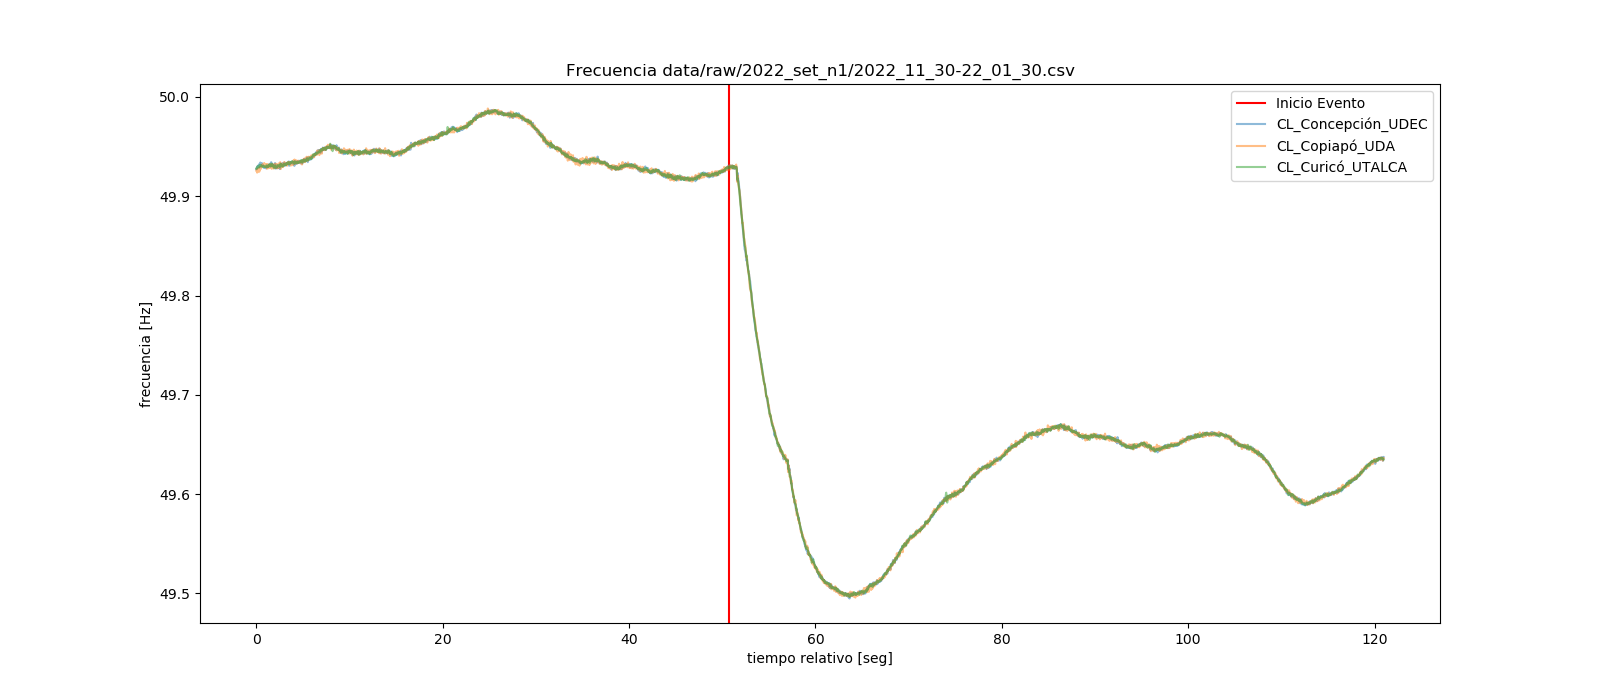 Frecuencia data/raw/2022_set_n1/2022_11_30-22_01_30.csv
Inicio Evento
CL_Concepción_UDEC
CL_Copiapó_UDA
CL_Curicó_UTALCA
frecuencia [Hz]
50.0
49.9
49.8
49.7
49.6
49.5
0 20 40 60 80 100 120
tiempo relativo [seg]